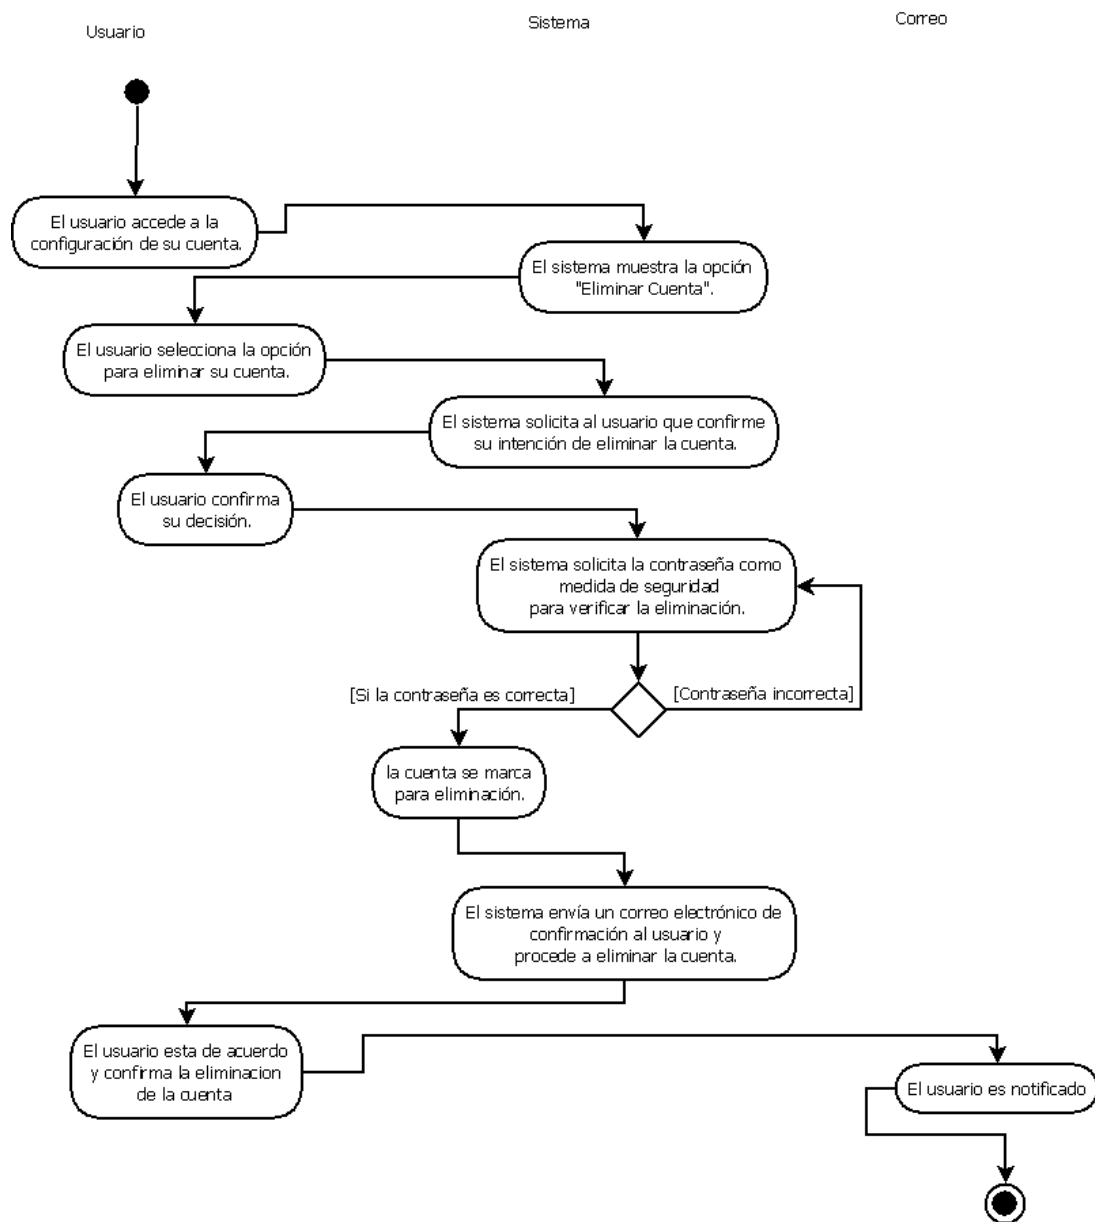 Usuario
Sistema
Correo
El usuario accede a la
configuración de su cuenta.
El sistema muestra la opción
"Eliminar Cuenta".
El usuario selecciona la opción
para eliminar su cuenta.
El sistema solicita al usuario que confirme
su intención de eliminar la cuenta.
El usuario confirma
su decisión.
El sistema solicita la contraseña como
medida de seguridad
para verificar la eliminación.
[Si la contraseña es correcta]
[Contraseña incorrecta]
la cuenta se marca
para eliminación.
El sistema envía un correo electrónico de
confirmación al usuario y
procede a eliminar la cuenta.
El usuario esta de acuerdo
y confirma la eliminacion
de la cuenta
El usuario es notificado